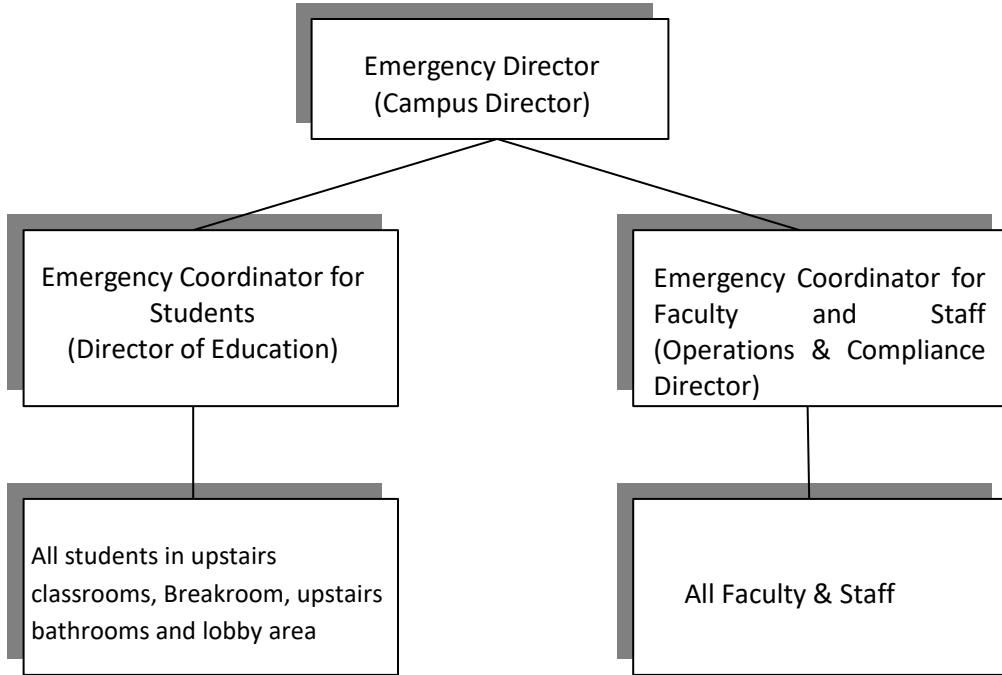 Emergency Director
(Campus Director)
Emergency Coordinator for
Students
(Director of Education)
Emergency Coordinator for
Faculty and Staff
(Operations & Compliance
Director)
All students in upstairs
classrooms, Breakroom, upstairs
bathrooms and lobby area
All Faculty & Staff